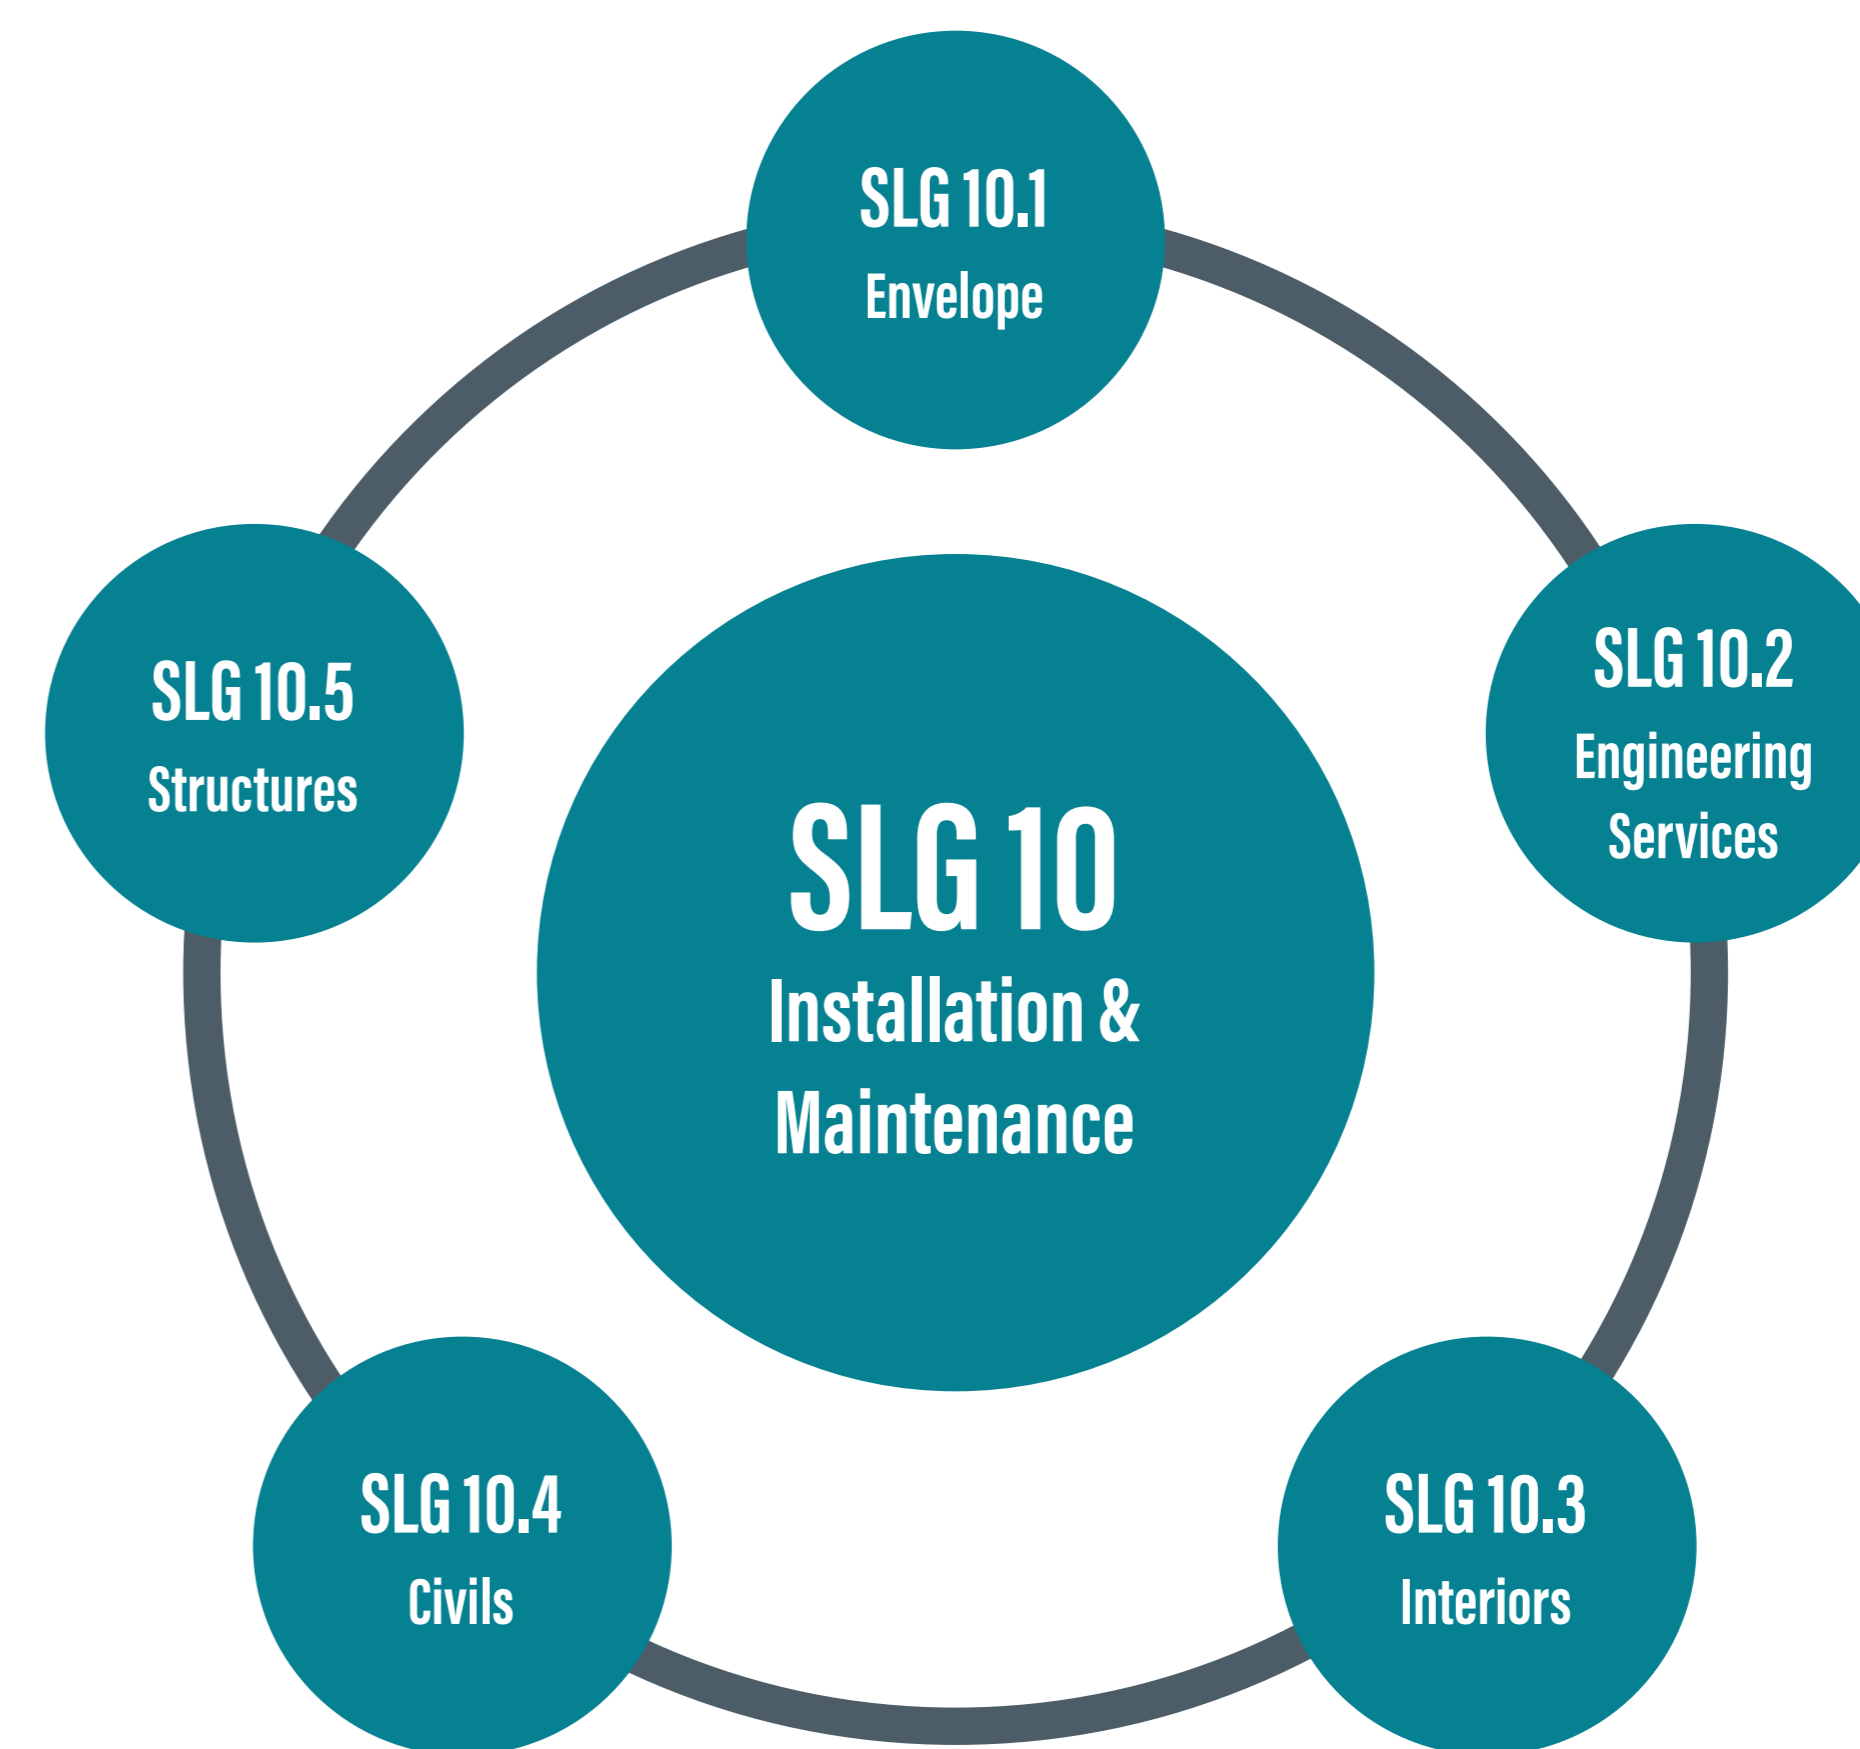 SLG 10.1
Envelope
SLG 10.2
Engineering
Services
SLG 10.3
Interiors
SLG 10.4
Civils
SLG 10.5
Structures
SLG 10
Installation &
Maintenance